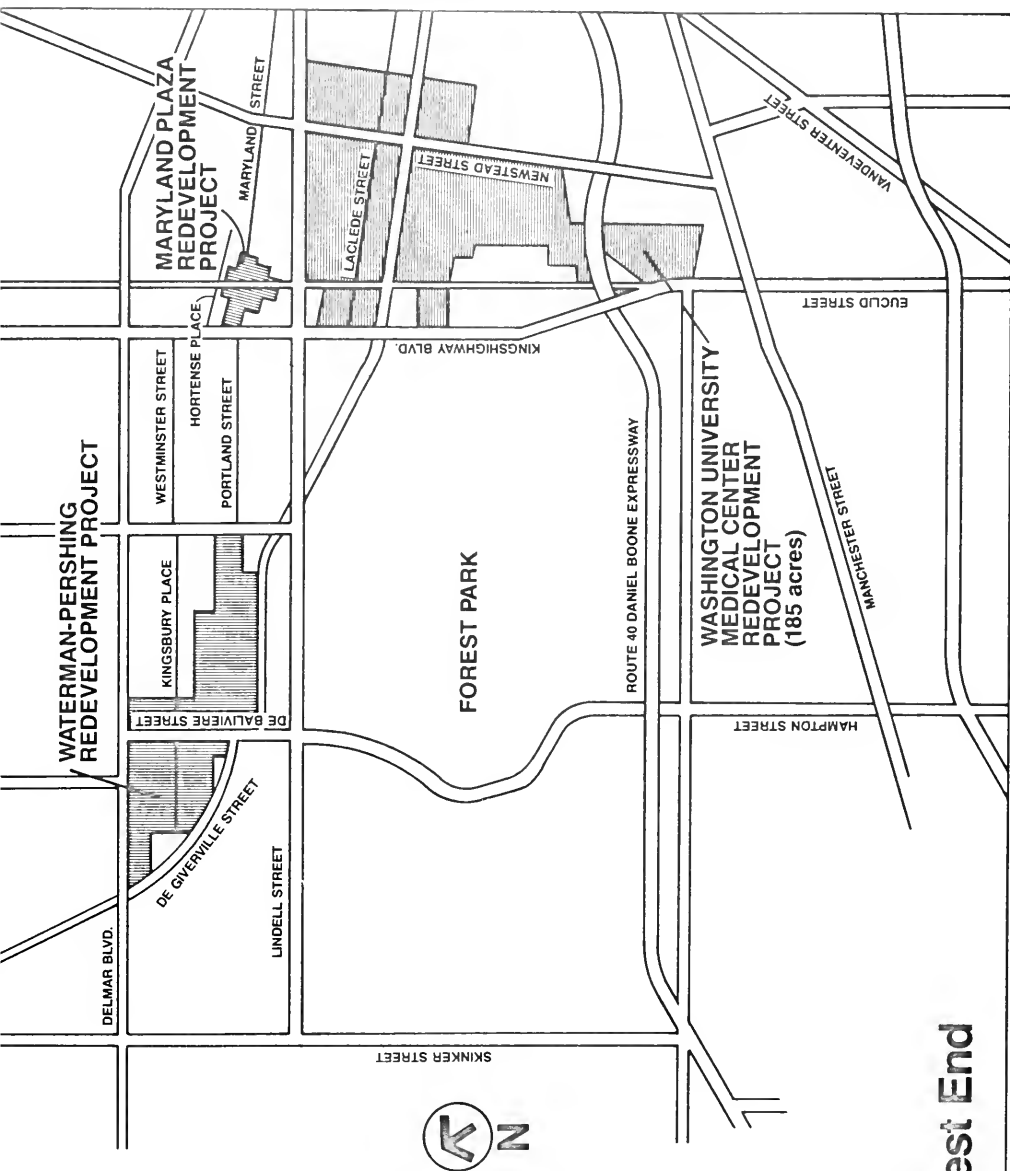 MARYLAND PLAZA
REDEVELOPMENT
PROJECT
MARYLAND STREET
LACLEDE STREET
NEWSTEAD STREET
VANDEVENTER STREET
HORTENSE PLACE
WESTMINSTER STREET
PORTLAND STREET
KINGSHIGHWAY BLVD.
EUCLID STREET
WATERMAN-PERSHING
REDEVELOPMENT PROJECT
KINGSBURY PLACE
DE BALIVIERE STREET
FOREST PARK
ROUTE 40 DANIEL BOONE EXPRESSWAY
WASHINGTON UNIVERSITY
MEDICAL CENTER
REDEVELOPMENT
PROJECT
(185 acres)
MANCHESTER STREET
HAMPTON STREET
DE GIVERVILLE STREET
LINDELL STREET
DELMAR BLVD.
SKINKER STREET
N
End